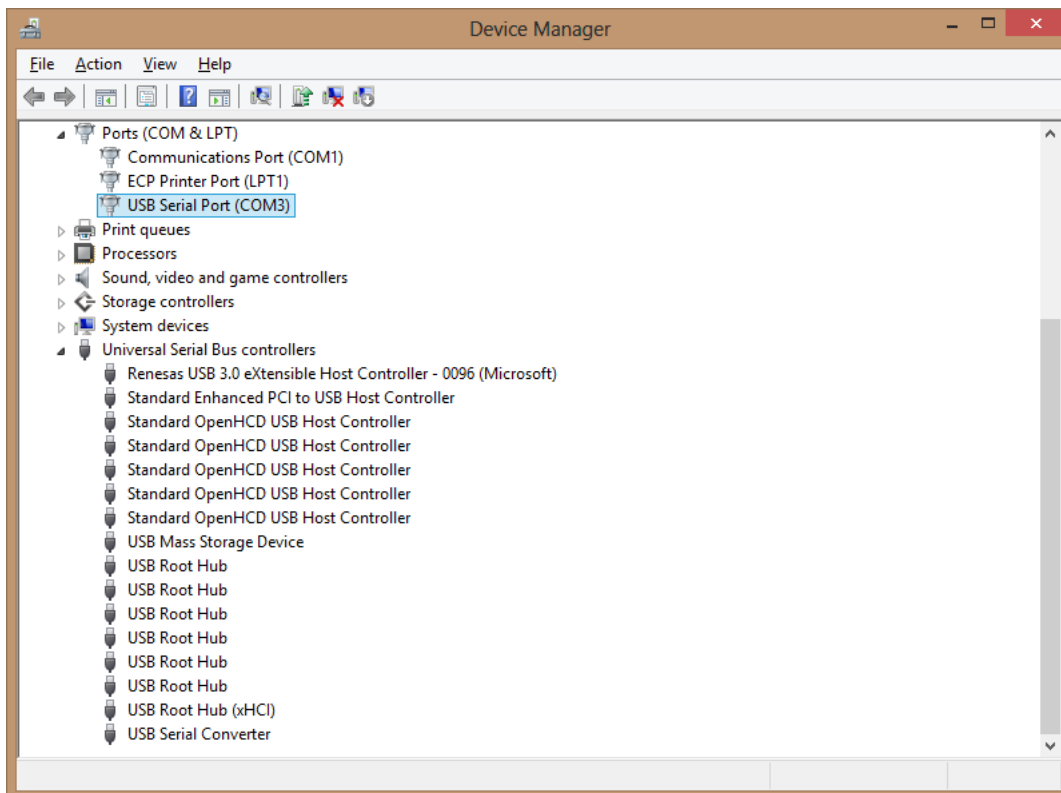 Device Manager
File Action View Help
Ports (COM & LPT)
Communications Port (COM1)
ECP Printer Port (LPT1)
USB Serial Port (COM3)
Print queues
Processors
Sound, video and game controllers
Storage controllers
System devices
Universal Serial Bus controllers
Renesas USB 3.0 eXtensible Host Controller - 0096 (Microsoft)
Standard Enhanced PCI to USB Host Controller
Standard OpenHCD USB Host Controller
Standard OpenHCD USB Host Controller
Standard OpenHCD USB Host Controller
Standard OpenHCD USB Host Controller
Standard OpenHCD USB Host Controller
USB Mass Storage Device
USB Root Hub
USB Root Hub
USB Root Hub
USB Root Hub
USB Root Hub
USB Root Hub
USB Root Hub (xHCI)
USB Serial Converter